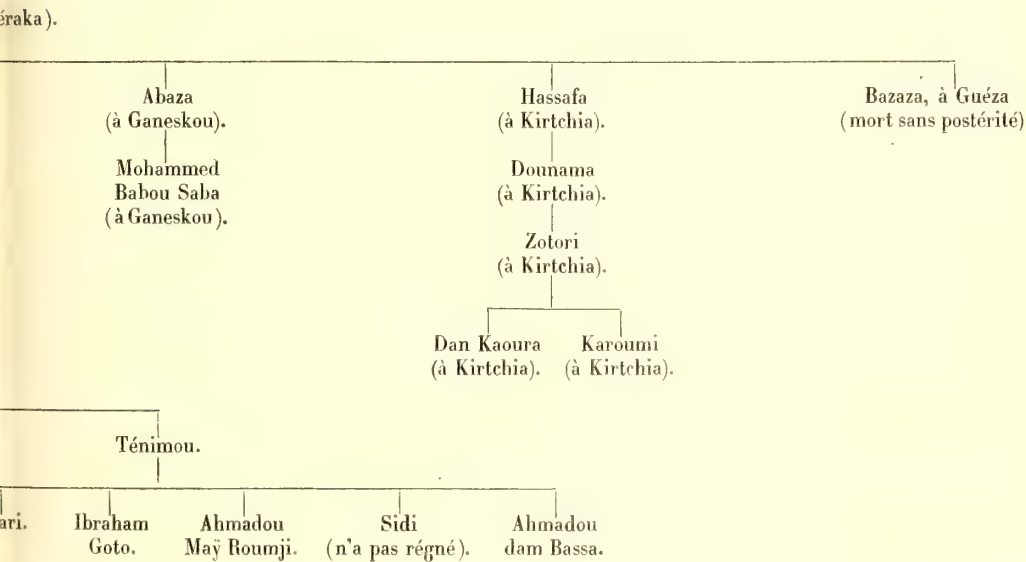 éraka).
Abaza Hassafa Bazaza, à Guéza
(à Ganeskou). (à Kirtchia). (mort sans postérité)
Mohammed Dounama
Babou Saba (à Kirtchia).
(à Ganeskou).
Zotori
(à Kirtchia).
Dan Kaoura Karoumi
(à Kirtchia). (à Kirtchia).
Ténimou.
ari. Ibraham Ahmadou Sidi Ahmadou
Goto. Maÿ Roumji. (n'a pas régné). dam Bassa.